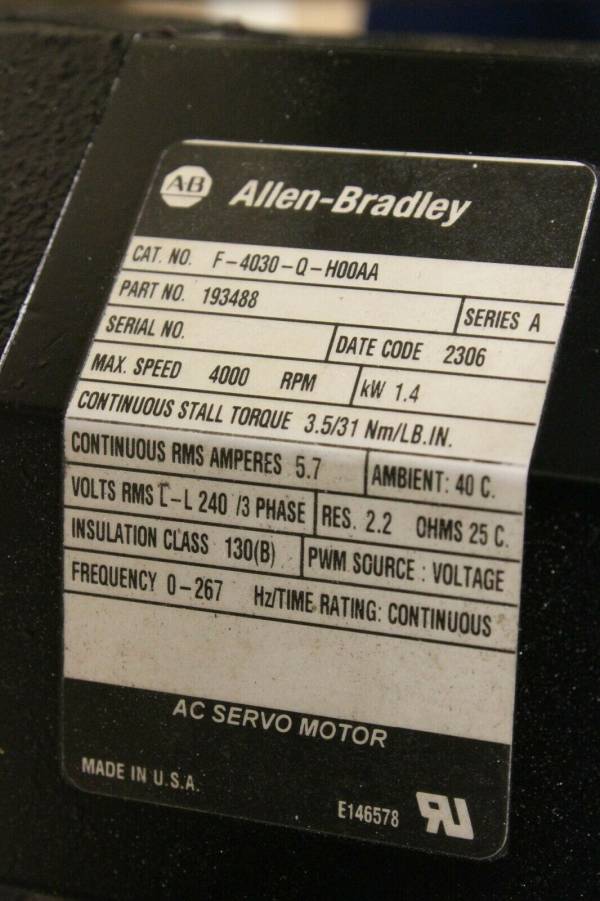 AB Allen-Bradley
CAT. NO. F-4030-Q-H00AA
PART NO. 193488 SERIES A
SERIAL NO. DATE CODE 2306
MAX. SPEED 4000 RPM kW 1.4
CONTINUOUS STALL TORQUE 3.5/31 Nm/LB.IN.
CONTINUOUS RMS AMPERES 5.7 AMBIENT: 40 C.
VOLTS RMS L-L 240 /3 PHASE RES. 2.2 OHMS 25 C.
INSULATION CLASS 130(B) PWM SOURCE : VOLTAGE
FREQUENCY 0-267 Hz/TIME RATING: CONTINUOUS
AC SERVO MOTOR
MADE IN U.S.A.
E146578 RU